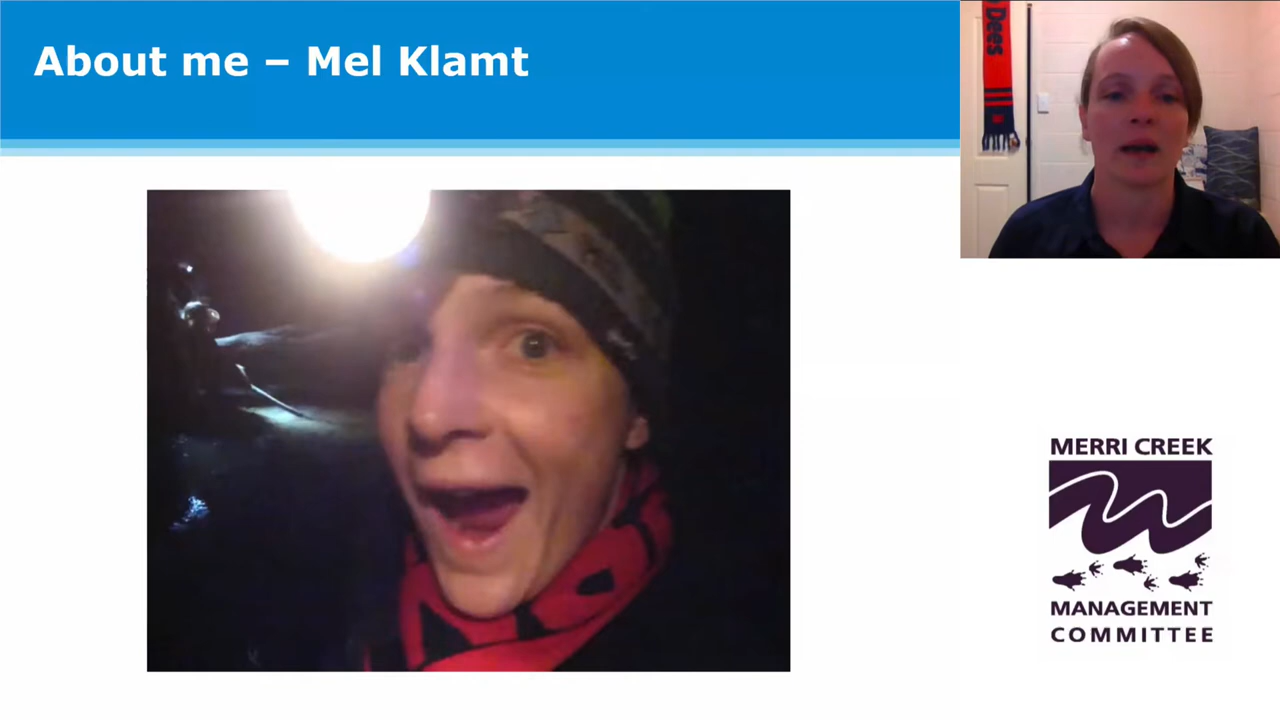 About me – Mel Klamt
Dees
MERRI CREEK
MANAGEMENT
COMMITTEE